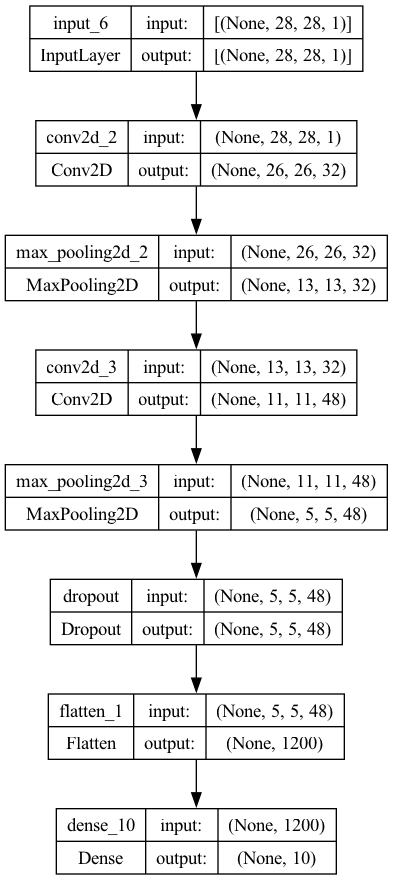 input_6 input: [(None, 28, 28, 1)]
InputLayer output: [(None, 28, 28, 1)]
conv2d_2 input: (None, 28, 28, 1)
Conv2D output: (None, 26, 26, 32)
max_pooling2d_2 input: (None, 26, 26, 32)
MaxPooling2D output: (None, 13, 13, 32)
conv2d_3 input: (None, 13, 13, 32)
Conv2D output: (None, 11, 11, 48)
max_pooling2d_3 input: (None, 11, 11, 48)
MaxPooling2D output: (None, 5, 5, 48)
dropout input: (None, 5, 5, 48)
Dropout output: (None, 5, 5, 48)
flatten_1 input: (None, 5, 5, 48)
Flatten output: (None, 1200)
dense_10 input: (None, 1200)
Dense output: (None, 10)